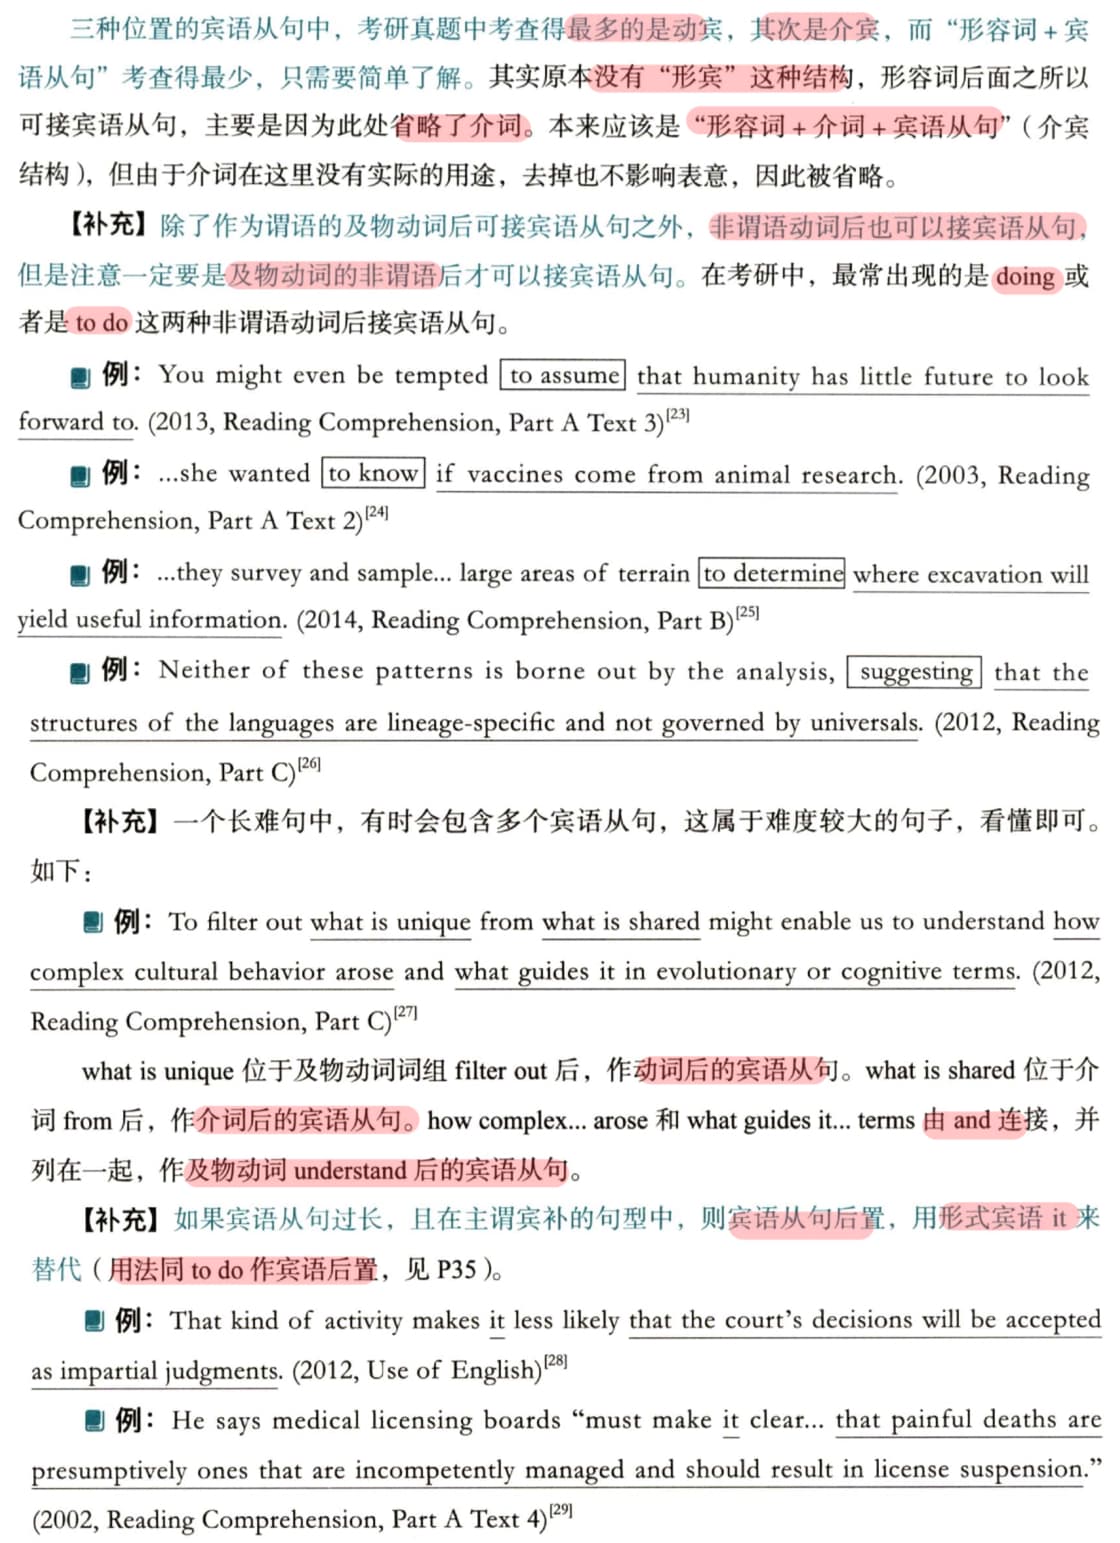 三种位置的宾语从句中，考研真题中考查得最多的是动宾，其次是介宾，而“形容词 + 宾
语从句”考查得最少，只需要简单了解。其实原本没有“形宾”这种结构，形容词后面之所以
可接宾语从句，主要是因为此处省略了介词。本来应该是“形容词 + 介词 + 宾语从句”（介宾
结构），但由于介词在这里没有实际的用途，去掉也不影响表意，因此被省略。
【补充】除了作为谓语的及物动词后可接宾语从句之外，非谓语动词后也可以接宾语从句，
但是注意一定要是及物动词的非谓语后才可以接宾语从句。在考研中，最常出现的是 doing 或
者是 to do 这两种非谓语动词后接宾语从句。
例：You might even be tempted to assume that humanity has little future to look
forward to. (2013, Reading Comprehension, Part A Text 3)[23]
例：...she wanted to know if vaccines come from animal research. (2003, Reading
Comprehension, Part A Text 2)[24]
例：...they survey and sample... large areas of terrain to determine where excavation will
yield useful information. (2014, Reading Comprehension, Part B)[25]
例：Neither of these patterns is borne out by the analysis, suggesting that the
structures of the languages are lineage-specific and not governed by universals. (2012, Reading
Comprehension, Part C)[26]
【补充】一个长难句中，有时会包含多个宾语从句，这属于难度较大的句子，看懂即可。
如下：
例：To filter out what is unique from what is shared might enable us to understand how
complex cultural behavior arose and what guides it in evolutionary or cognitive terms. (2012,
Reading Comprehension, Part C)[27]
what is unique 位于及物动词词组 filter out 后，作动词后的宾语从句。what is shared 位于介
词 from 后，作介词后的宾语从句。how complex... arose 和 what guides it... terms 由 and 连接，并
列在一起，作及物动词 understand 后的宾语从句。
【补充】如果宾语从句过长，且在主谓宾补的句型中，则宾语从句后置，用形式宾语 it 来
替代（用法同 to do 作宾语后置，见 P35）。
例：That kind of activity makes it less likely that the court’s decisions will be accepted
as impartial judgments. (2012, Use of English)[28]
例：He says medical licensing boards “must make it clear... that painful deaths are
presumptively ones that are incompetently managed and should result in license suspension.”
(2002, Reading Comprehension, Part A Text 4)[29]